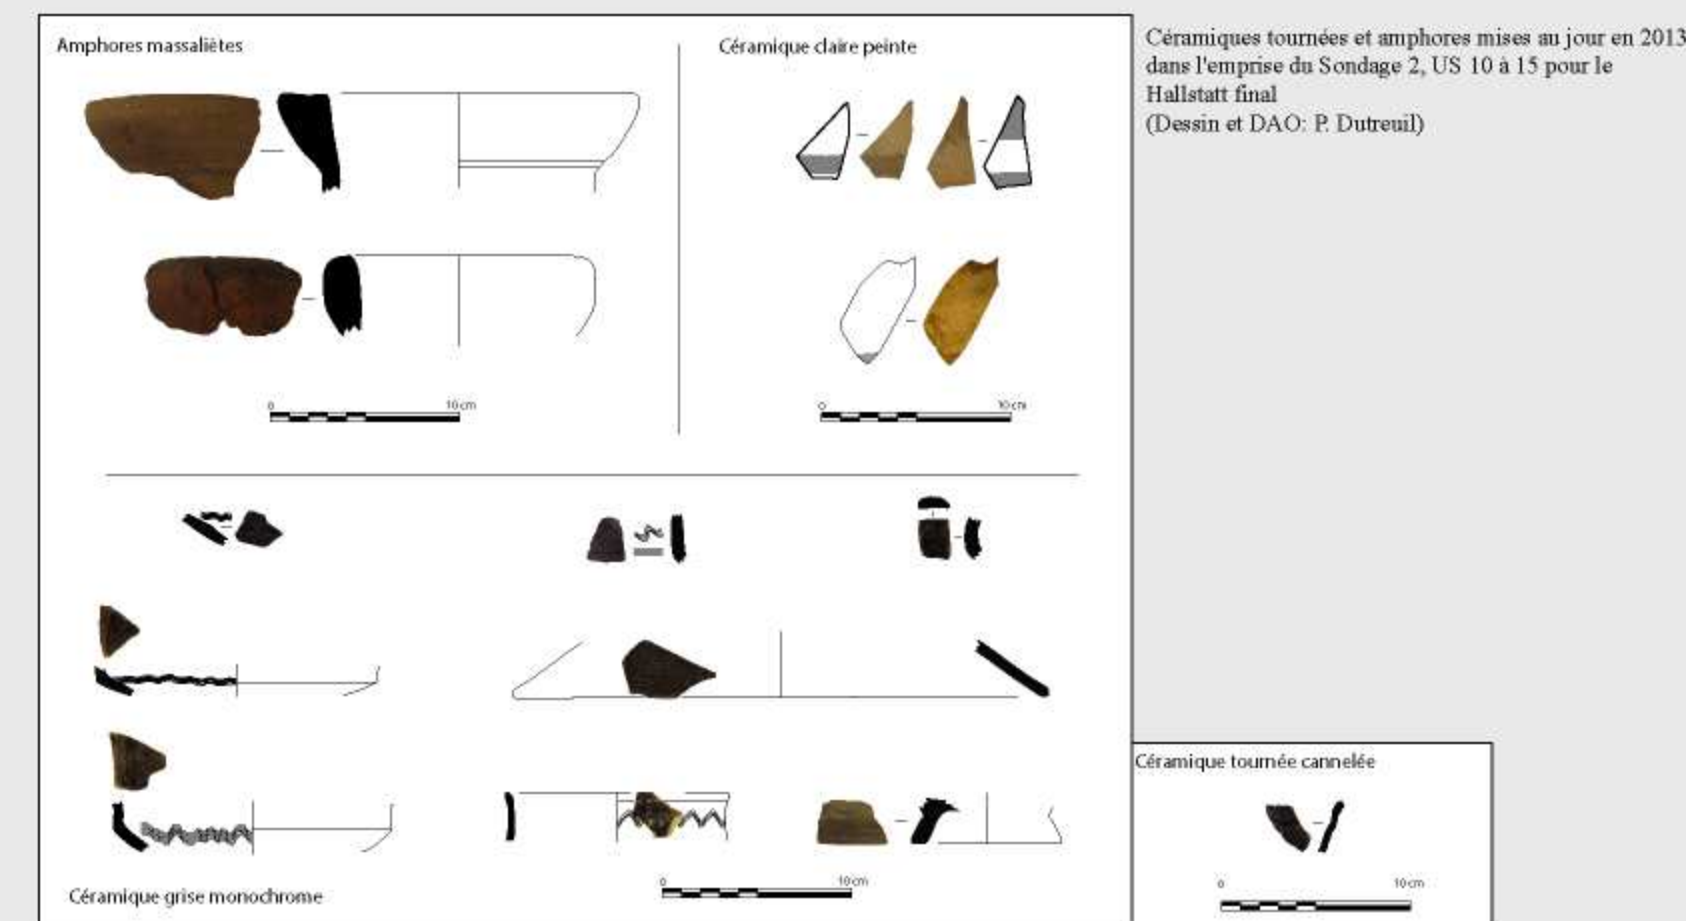 Amphores massaliètes
Céramique claire peinte
Céramiques tournées et amphores mises au jour en 2013
dans l'emprise du Sondage 2, US 10 à 15 pour le
Hallstatt final
(Dessin et DAO: P. Dutreuil)
0 10 cm
0 10 cm
Céramique tournée cannelée
Céramique grise monochrome
0 10 cm
0 10 cm